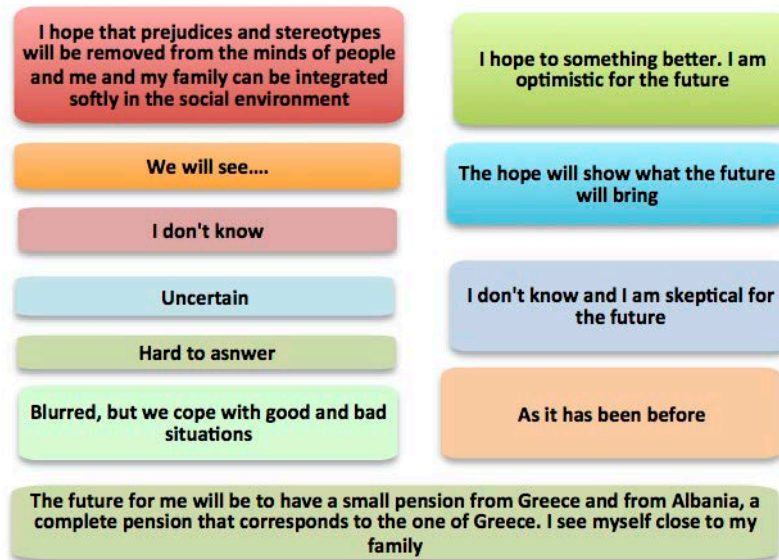 I hope that prejudices and stereotypes
will be removed from the minds of people
and me and my family can be integrated
softly in the social environment
We will see....
I don't know
Uncertain
Hard to asnwer
Blurred, but we cope with good and bad
situations
I hope to something better. I am
optimistic for the future
The hope will show what the future
will bring
I don't know and I am skeptical for
the future
As it has been before
The future for me will be to have a small pension from Greece and from Albania, a
complete pension that corresponds to the one of Greece. I see myself close to my
family